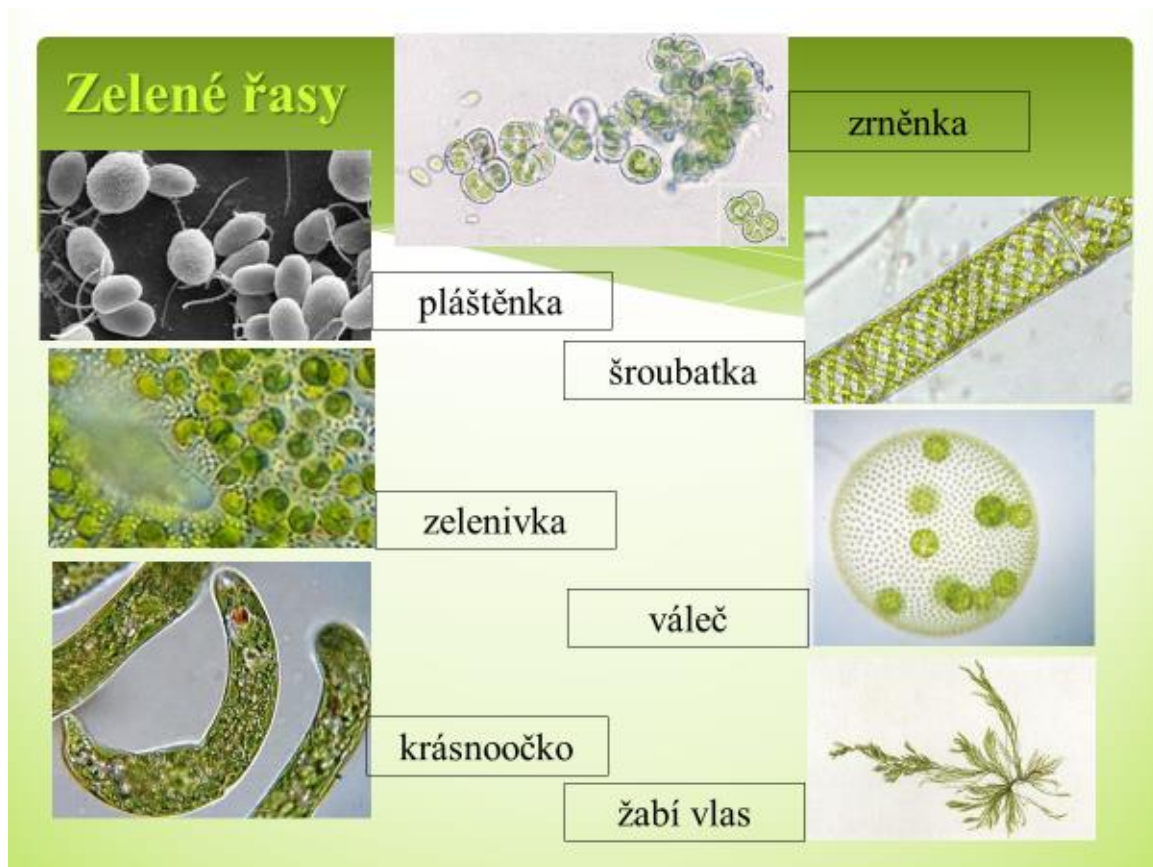 Zelené řasy
zrněnka
pláštěnka
šroubatka
zelenivka
váleč
krásnoočko
žabí vlas